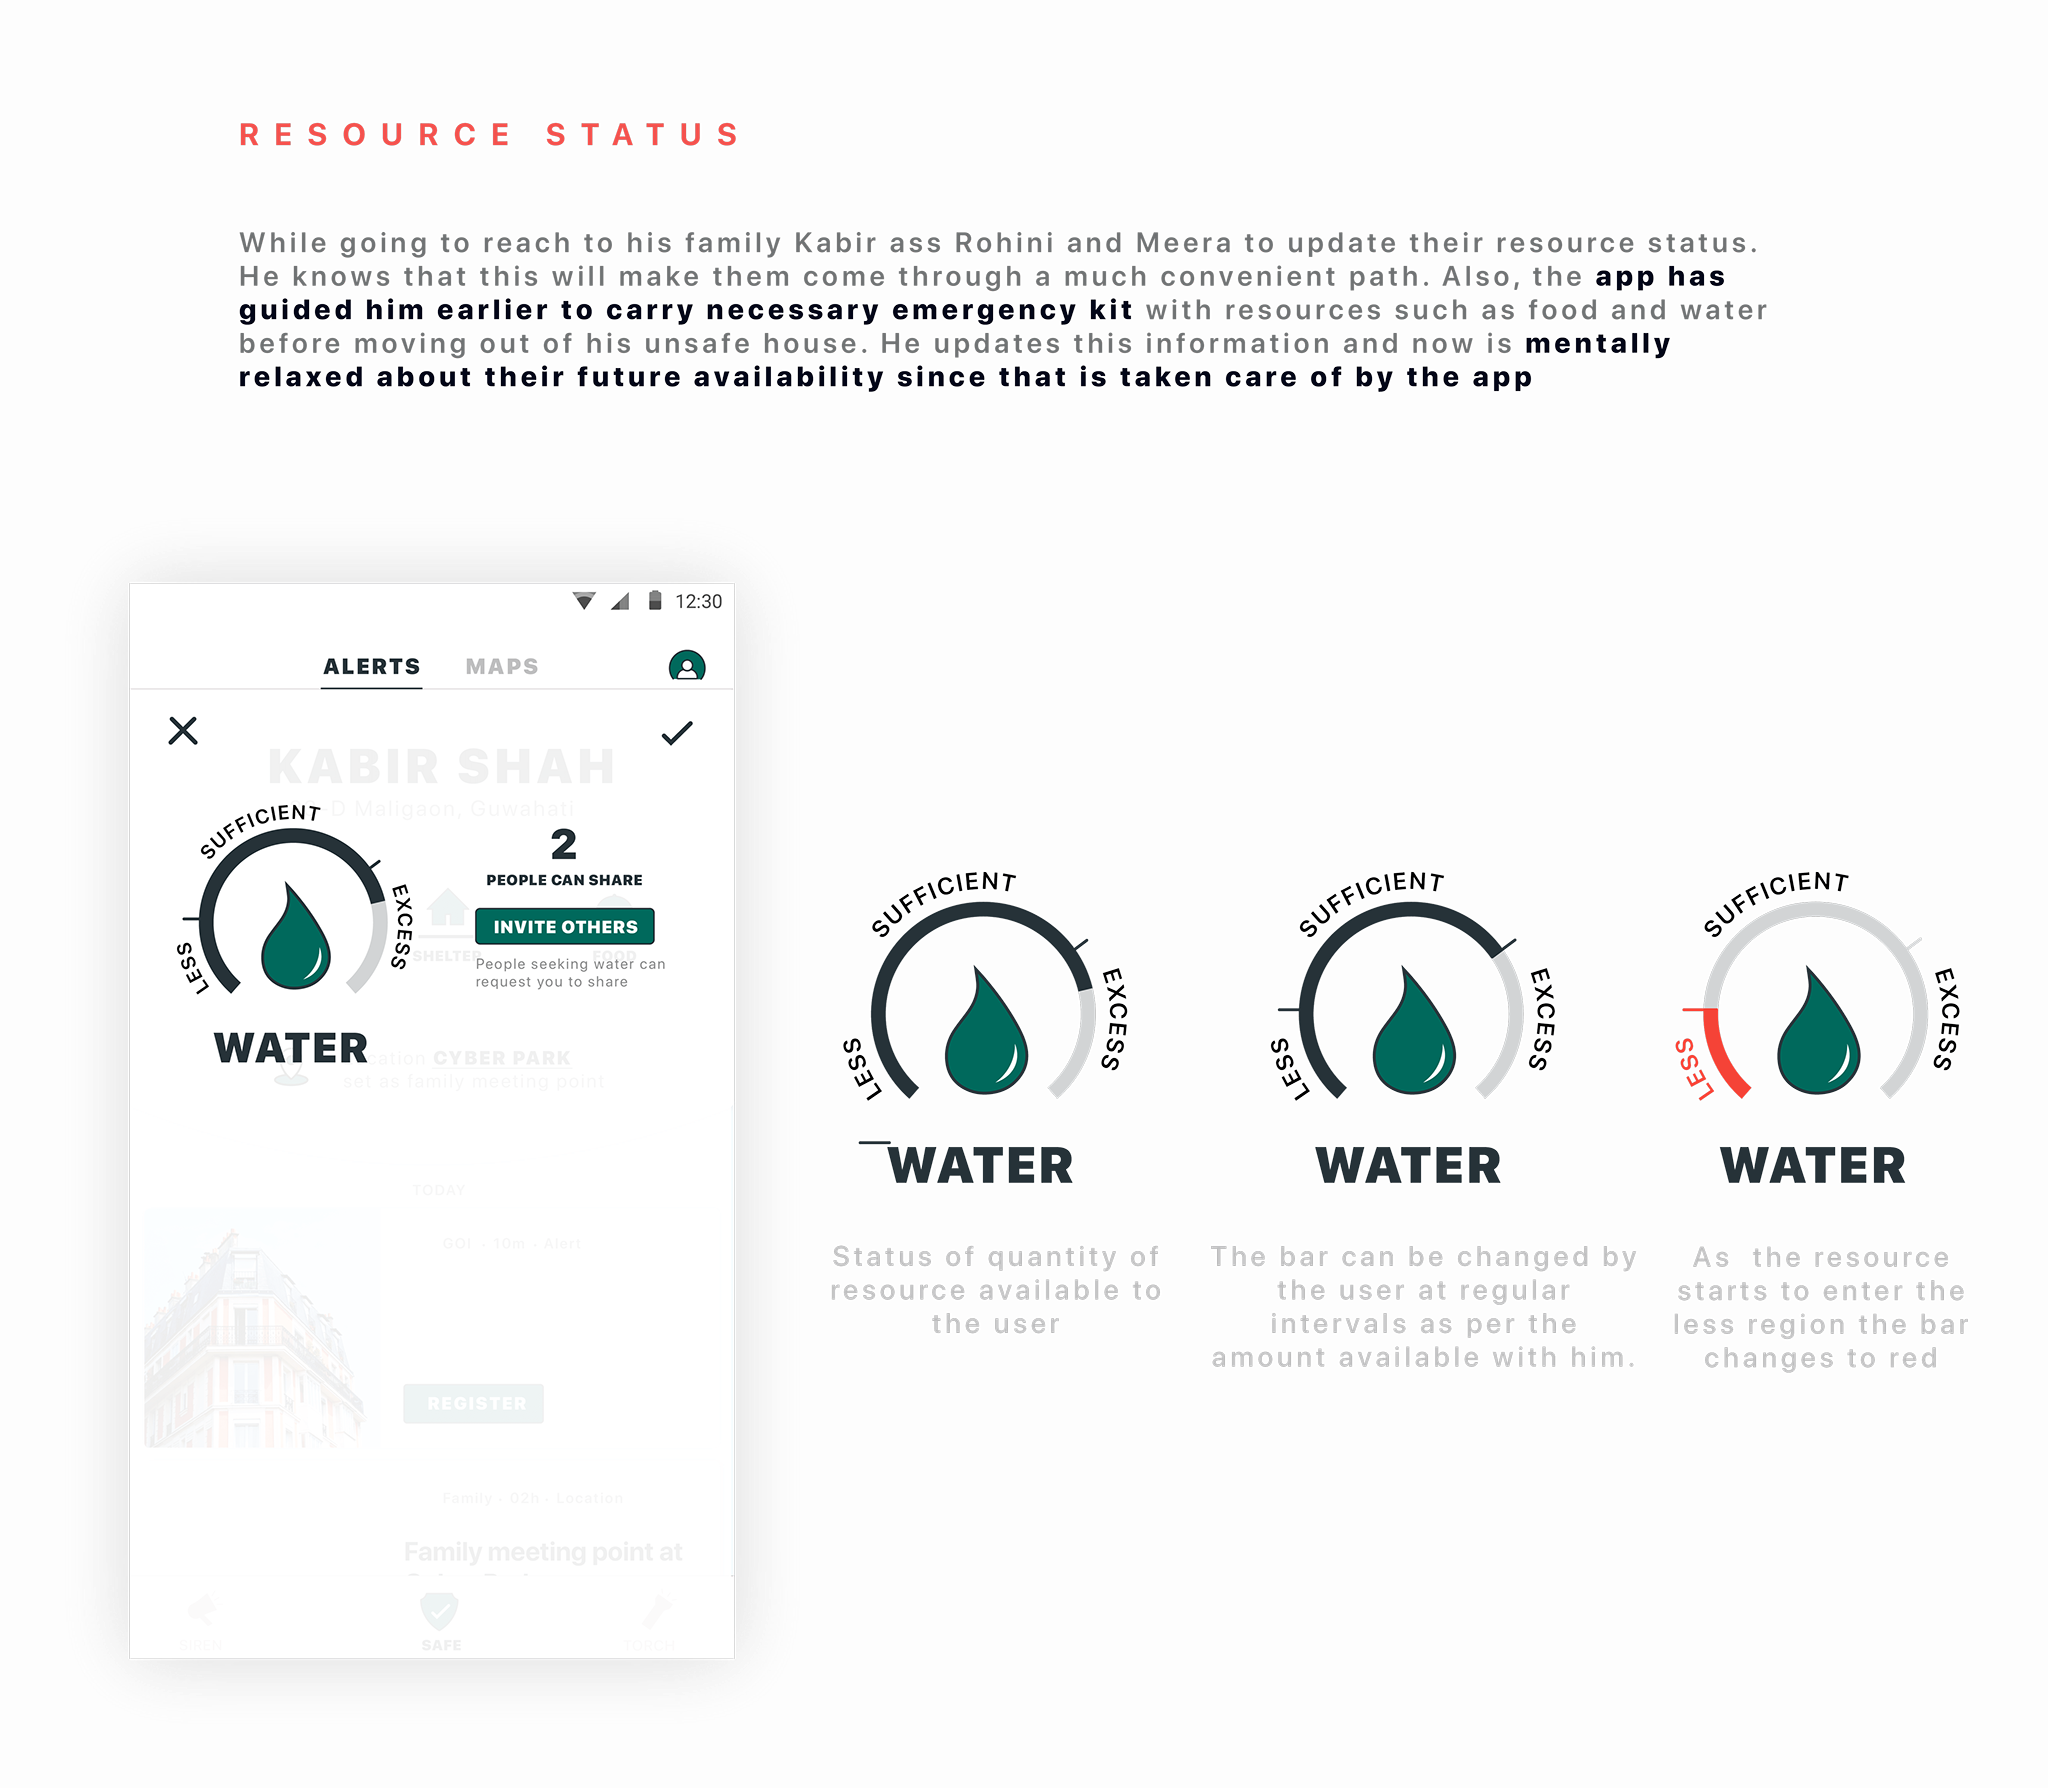 RESOURCE STATUS
While going to reach to his family Kabir ass Rohini and Meera to update their resource status.
He knows that this will make them come through a much convenient path. Also, the app has
guided him earlier to carry necessary emergency kit with resources such as food and water
before moving out of his unsafe house. He updates this information and now is mentally
relaxed about their future availability since that is taken care of by the app
12:30
ALERTS MAPS
KABIR SHAH
-D Maligaon, Guwahati
SUFFICIENT
LESS
EXCESS
2
PEOPLE CAN SHARE
INVITE OTHERS
SHELTER FOOD
People seeking water can
request you to share
WATER
CYBER PARK
set as family meeting point
TODAY
GOI • 10m • Alert
REGISTER
Family • 02h • Location
Family meeting point at
SIREN
SAFE
TORCH
SUFFICIENT
LESS
EXCESS
WATER
Status of quantity of
resource available to
the user
SUFFICIENT
LESS
EXCESS
WATER
The bar can be changed by
the user at regular
intervals as per the
amount available with him.
SUFFICIENT
LESS
EXCESS
WATER
As the resource
starts to enter the
less region the bar
changes to red